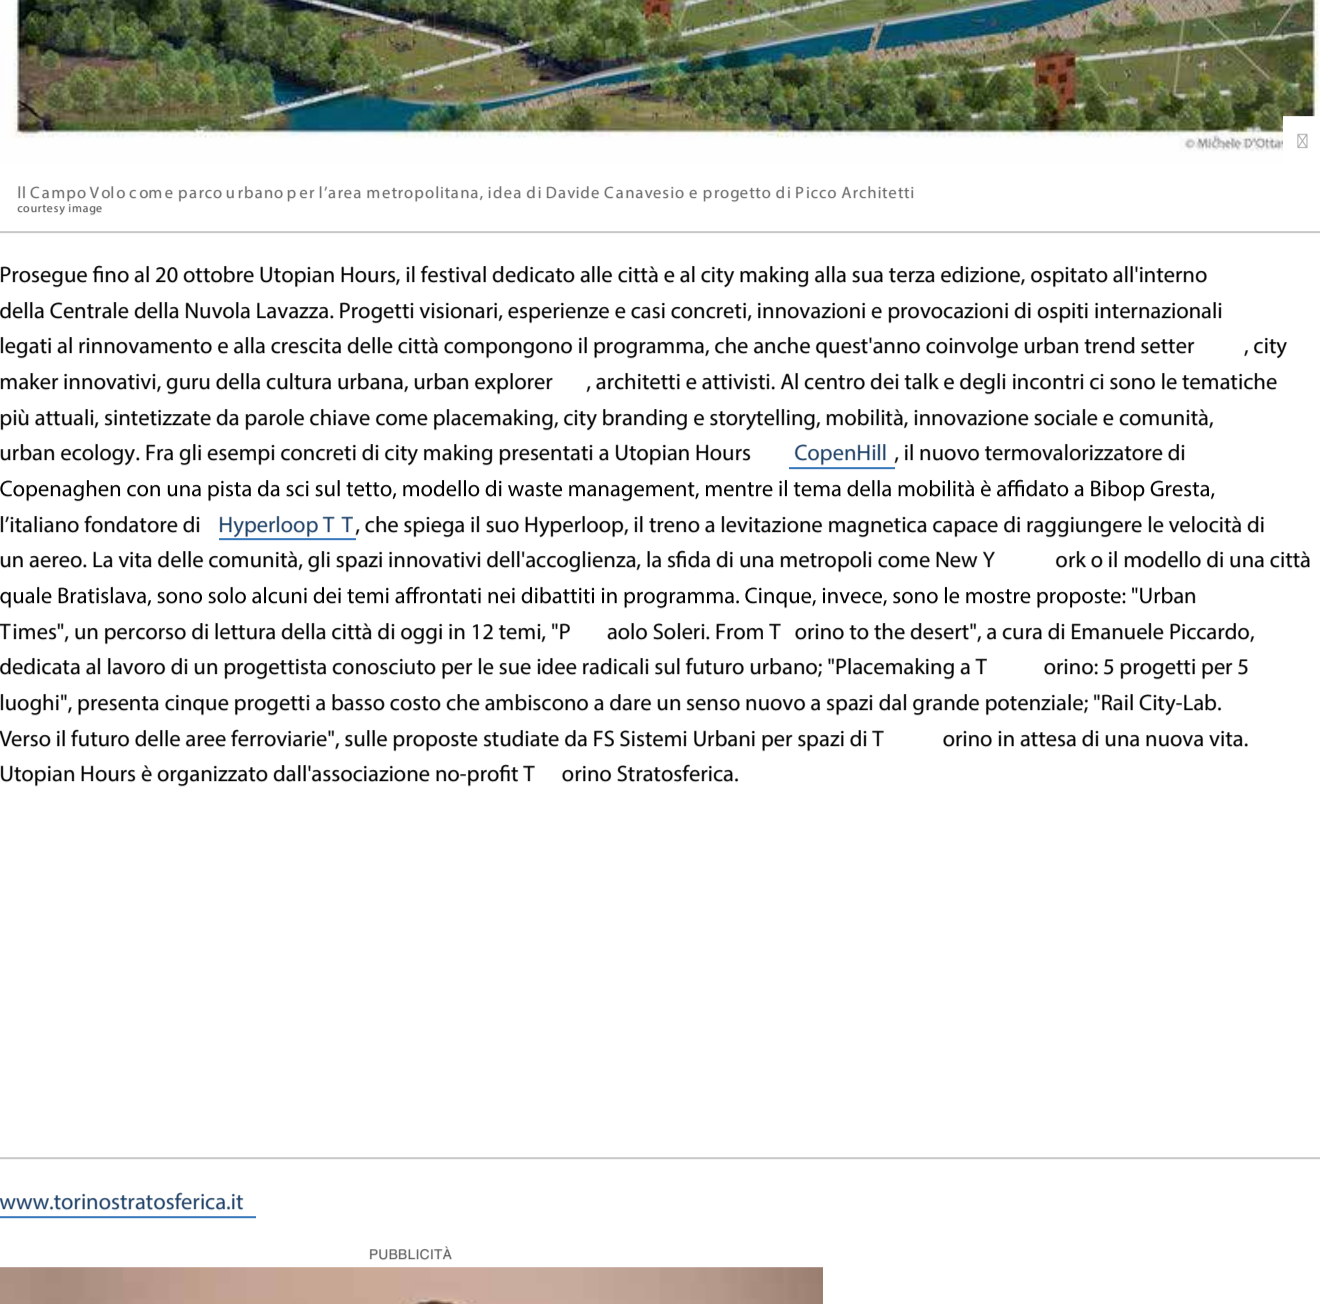 © Michele D'Otta
Il Campo Volo come parco urbano per l’area metropolitana, idea di Davide Canavesio e progetto di Picco Architetti
courtesy image
Prosegue fino al 20 ottobre Utopian Hours, il festival dedicato alle città e al city making alla sua terza edizione, ospitato all'interno
della Centrale della Nuvola Lavazza. Progetti visionari, esperienze e casi concreti, innovazioni e provocazioni di ospiti internazionali
legati al rinnovamento e alla crescita delle città compongono il programma, che anche quest'anno coinvolge urban trend setter, city
maker innovativi, guru della cultura urbana, urban explorer, architetti e attivisti. Al centro dei talk e degli incontri ci sono le tematiche
più attuali, sintetizzate da parole chiave come placemaking, city branding e storytelling, mobilità, innovazione sociale e comunità,
urban ecology. Fra gli esempi concreti di city making presentati a Utopian Hours CopenHill, il nuovo termovalorizzatore di
Copenaghen con una pista da sci sul tetto, modello di waste management, mentre il tema della mobilità è affidato a Bibop Gresta,
l’italiano fondatore di Hyperloop TT, che spiega il suo Hyperloop, il treno a levitazione magnetica capace di raggiungere le velocità di
un aereo. La vita delle comunità, gli spazi innovativi dell'accoglienza, la sfida di una metropoli come New York o il modello di una città
quale Bratislava, sono solo alcuni dei temi affrontati nei dibattiti in programma. Cinque, invece, sono le mostre proposte: "Urban
Times", un percorso di lettura della città di oggi in 12 temi, "Paolo Soleri. From Torino to the desert", a cura di Emanuele Piccardo,
dedicata al lavoro di un progettista conosciuto per le sue idee radicali sul futuro urbano; "Placemaking a Torino: 5 progetti per 5
luoghi", presenta cinque progetti a basso costo che ambiscono a dare un senso nuovo a spazi dal grande potenziale; "Rail City-Lab.
Verso il futuro delle aree ferroviarie", sulle proposte studiate da FS Sistemi Urbani per spazi di Torino in attesa di una nuova vita.
Utopian Hours è organizzato dall'associazione no-profit Torino Stratosferica.
www.torinostratosferica.it
PUBBLICITÀ